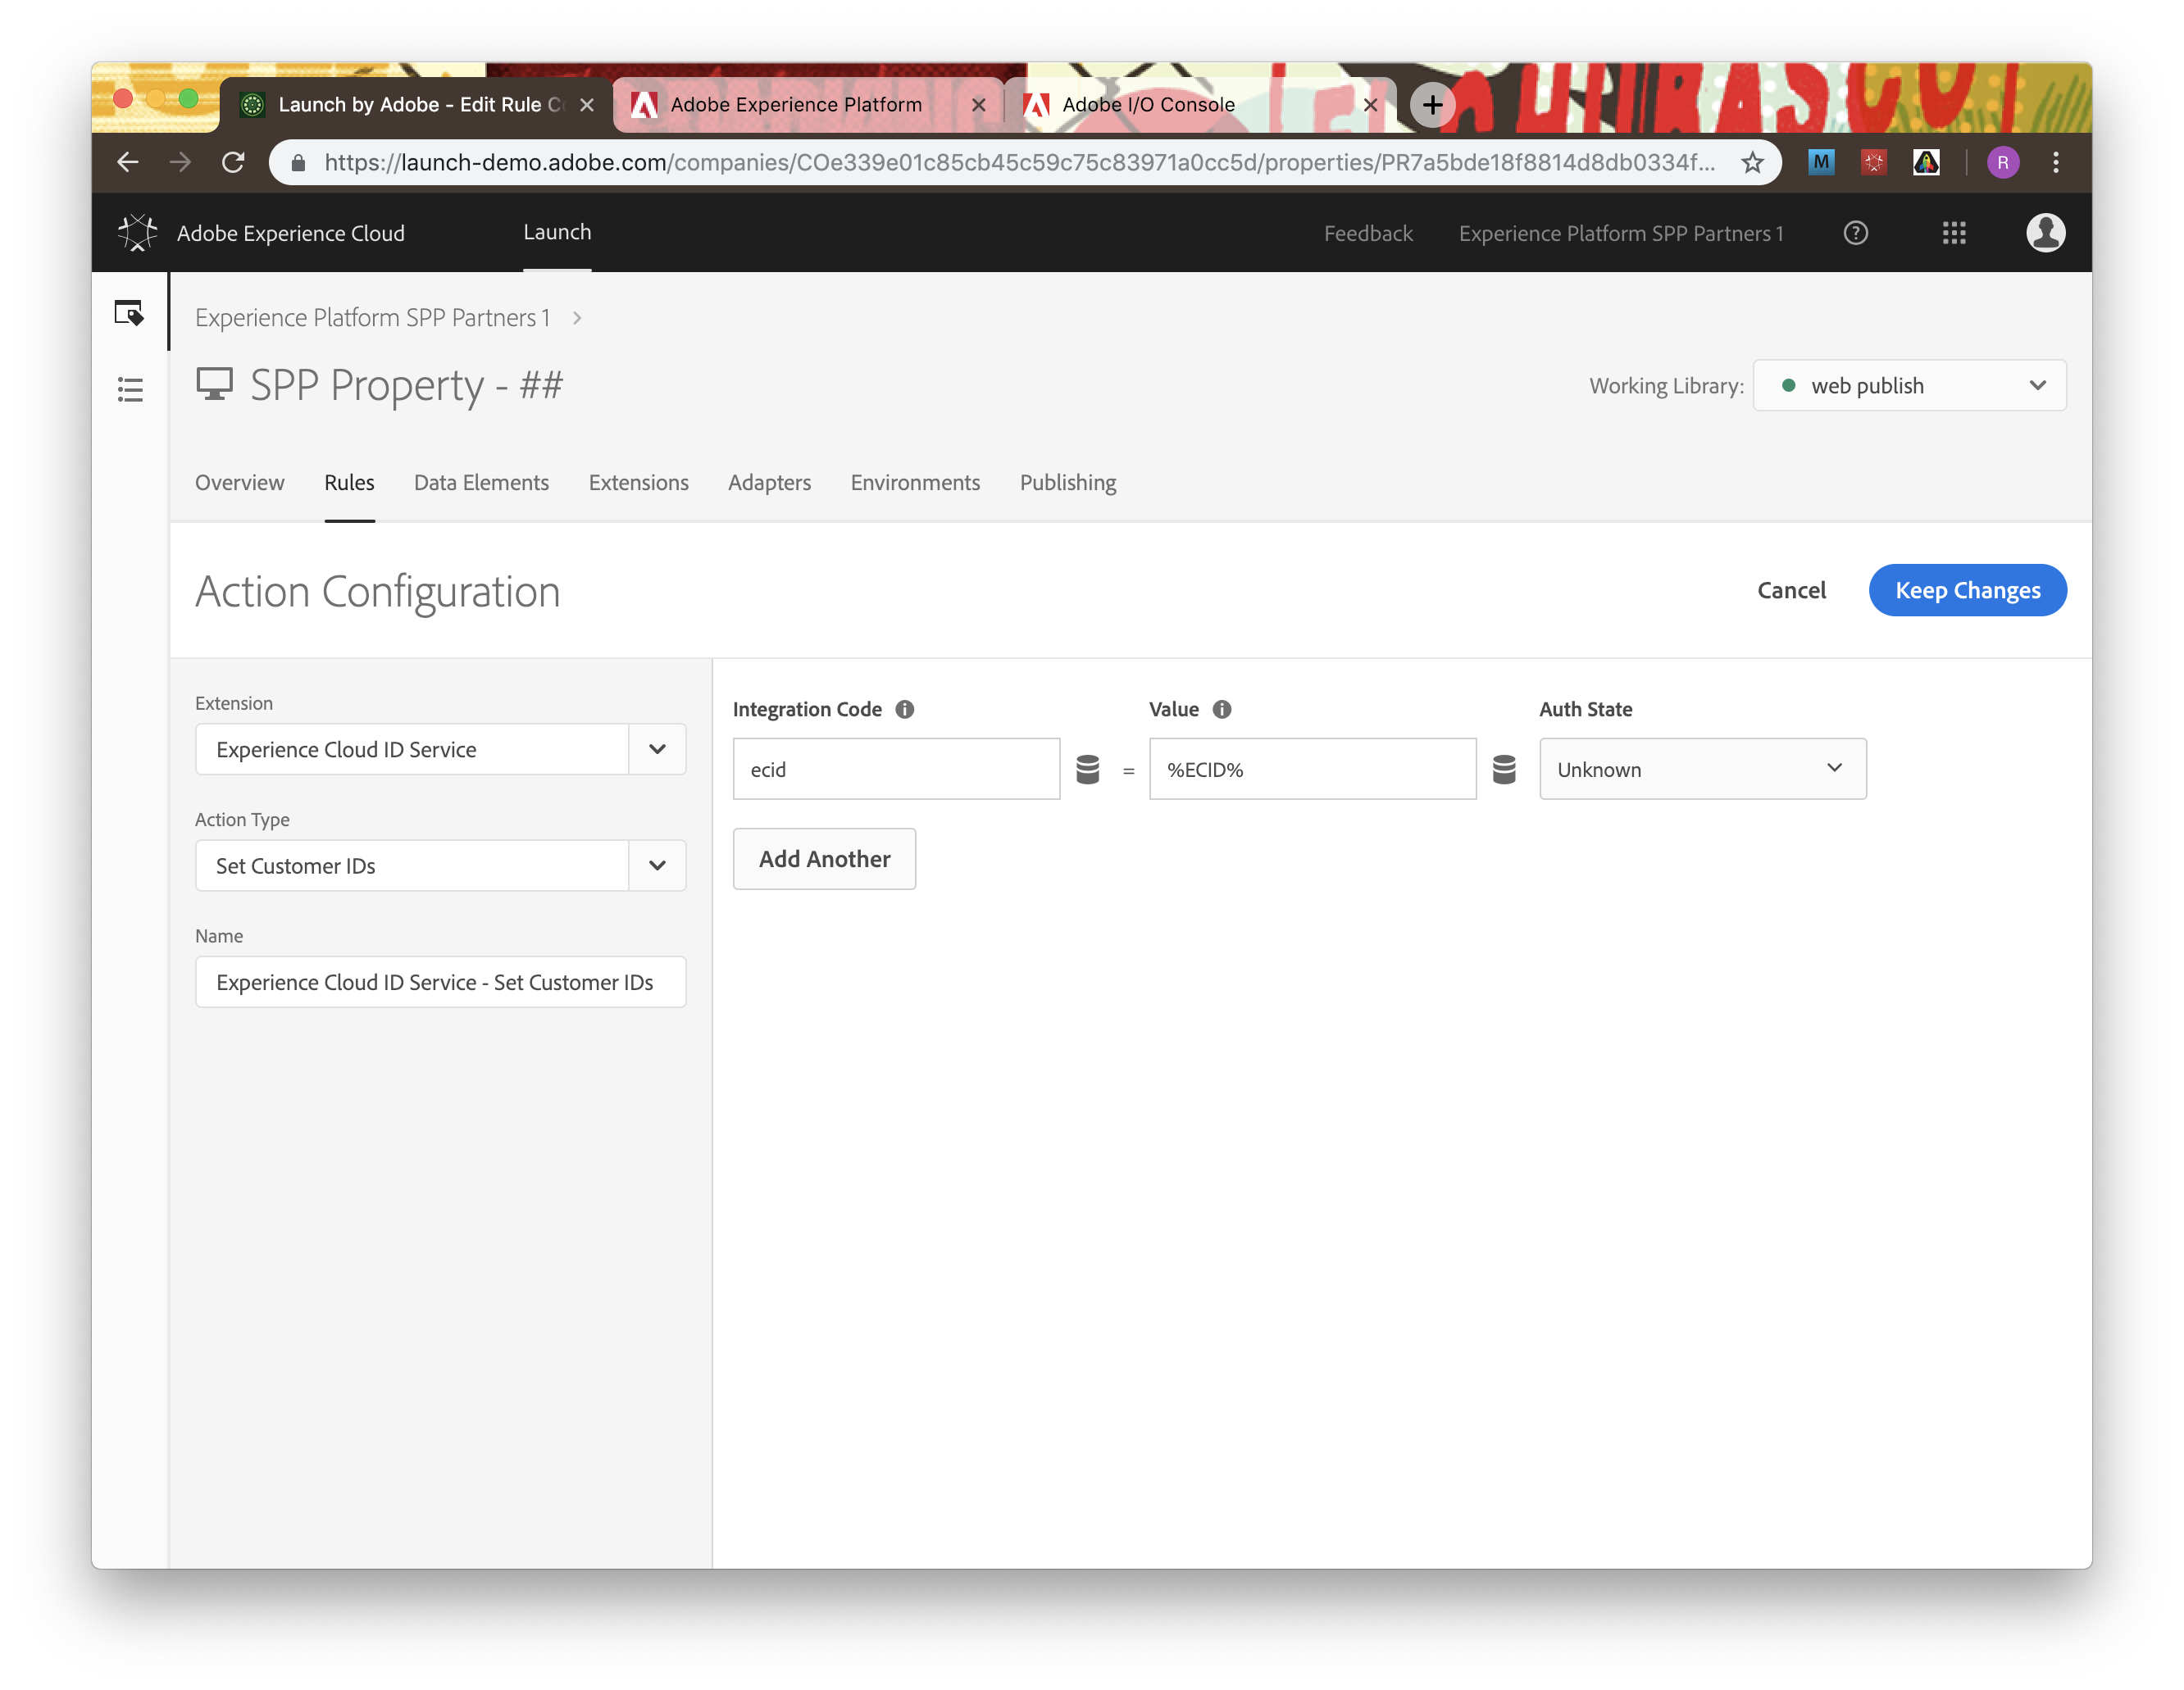 Launch by Adobe - Edit Rule C
Adobe Experience Platform
Adobe I/O Console
https://launch-demo.adobe.com/companies/COe339e01c85cb45c59c75c83971a0cc5d/properties/PR7a5bde18f8814d8db0334f...
M
R
Adobe Experience Cloud
Launch
Feedback
Experience Platform SPP Partners 1
Experience Platform SPP Partners 1
SPP Property - ##
Working Library:
web publish
Overview
Rules
Data Elements
Extensions
Adapters
Environments
Publishing
Action Configuration
Cancel
Keep Changes
Extension
Experience Cloud ID Service
Action Type
Set Customer IDs
Name
Experience Cloud ID Service - Set Customer IDs
Integration Code
Value
Auth State
ecid
=
%ECID%
Unknown
Add Another